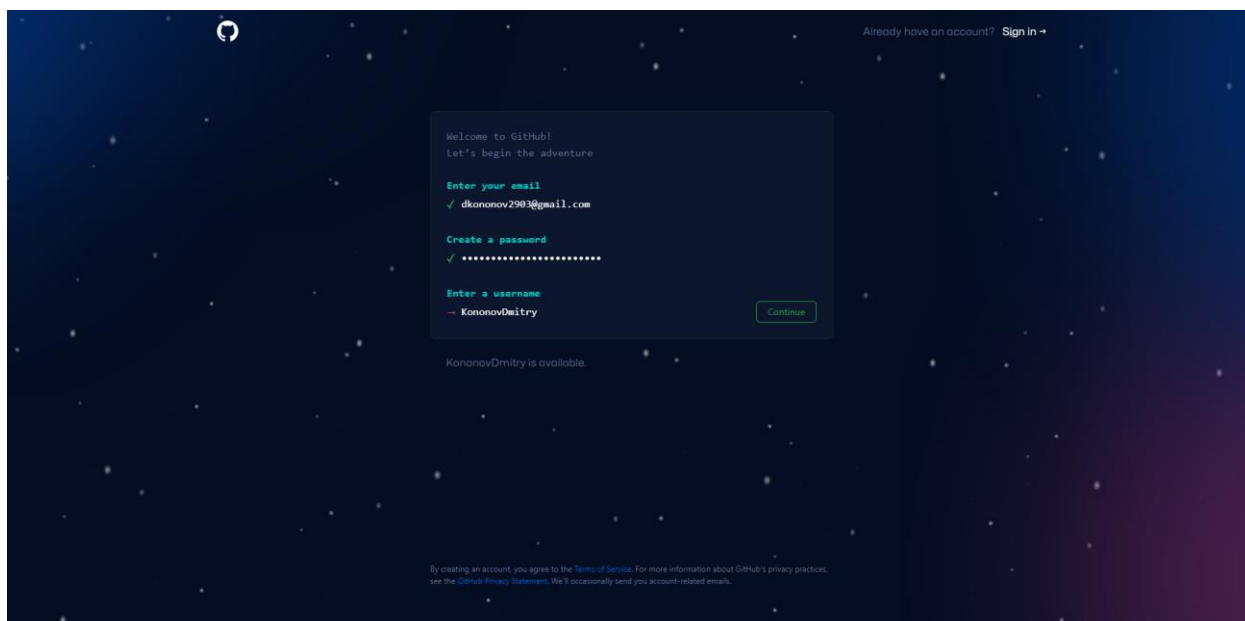 Already have an account? Sign in →
Welcome to GitHub!
Let's begin the adventure
Enter your email
✓ dkononov2903@gmail.com
Create a password
✓ ••••••••••••••••••••••••
Enter a username
→ KononovDmitry
Continue
KononovDmitry is available.
By creating an account, you agree to the Terms of Service. For more information about GitHub's privacy practices,
see the GitHub Privacy Statement. We'll occasionally send you account-related emails.